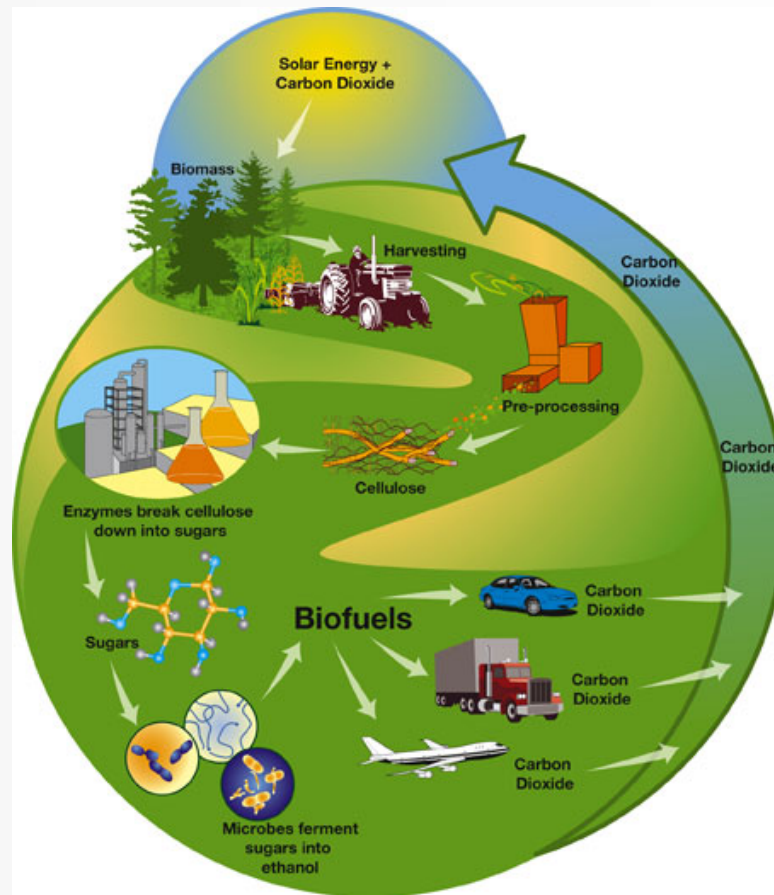 Solar Energy +
Carbon Dioxide
Biomass
Harvesting
Carbon
Dioxide
Pre-processing
Carbon
Dioxide
Cellulose
Enzymes break cellulose
down into sugars
Sugars
Biofuels
Carbon
Dioxide
Carbon
Dioxide
Carbon
Dioxide
Microbes ferment
sugars into
ethanol